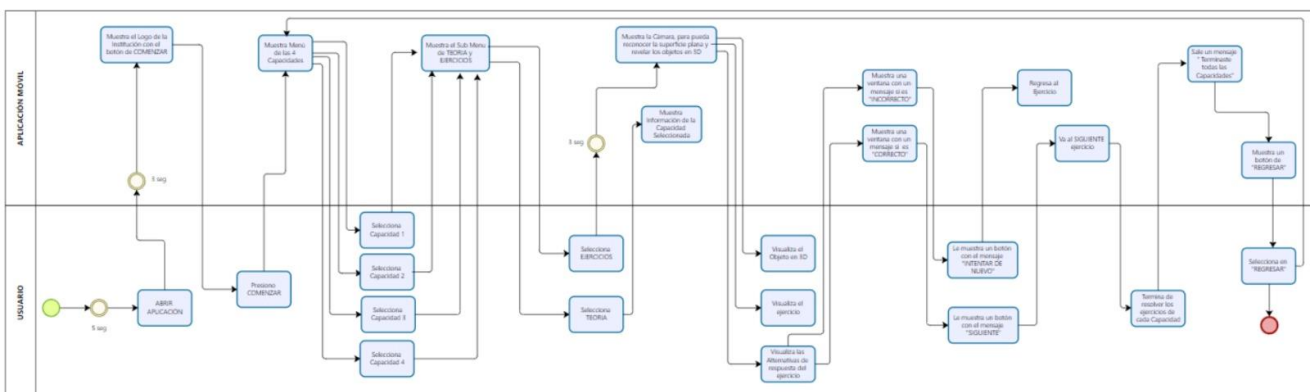 APLICACIÓN MÓVIL
Muestra el Logo de la
Institución con el
botón de COMENZAR
Muestra Menú
de las 4
Capacidades
Muestra el Sub Menú
de TEORIA y
EJERCICIOS
Muestra la Cámara, para pueda
reconocer la superficie plana y
revelar los objetos en 3D
Muestra
Información de la
Capacidad
Seleccionada
Muestra una
ventana con un
mensaje si es
"INCORRECTO"
Muestra una
ventana con un
mensaje si es
"CORRECTO"
Regresa al
Ejercicio
Va al SIGUIENTE
ejercicio
Sale un mensaje
"Terminaste
todas las
Capacidades"
Muestra un
botón de
"REGRESAR"
seg
seg
USUARIO
5 seg
ABRIR
APLICACIÓN
Presiono
COMENZAR
Selecciona
Capacidad 1
Selecciona
Capacidad 2
Selecciona
Capacidad 3
Selecciona
Capacidad 4
Selecciona
EJERCICIOS
Selecciona
TEORIA
Visualiza el
Objeto en 3D
Visualiza el
ejercicio
Visualiza las
Alternativas de
respuesta del
ejercicio
Le muestra un botón
con el mensaje
"INTENTAR DE
NUEVO"
Le muestra un botón
con el mensaje
"SIGUIENTE"
Termina de
resolver los
ejercicios de
cada Capacidad
Selecciona en
"REGRESAR"